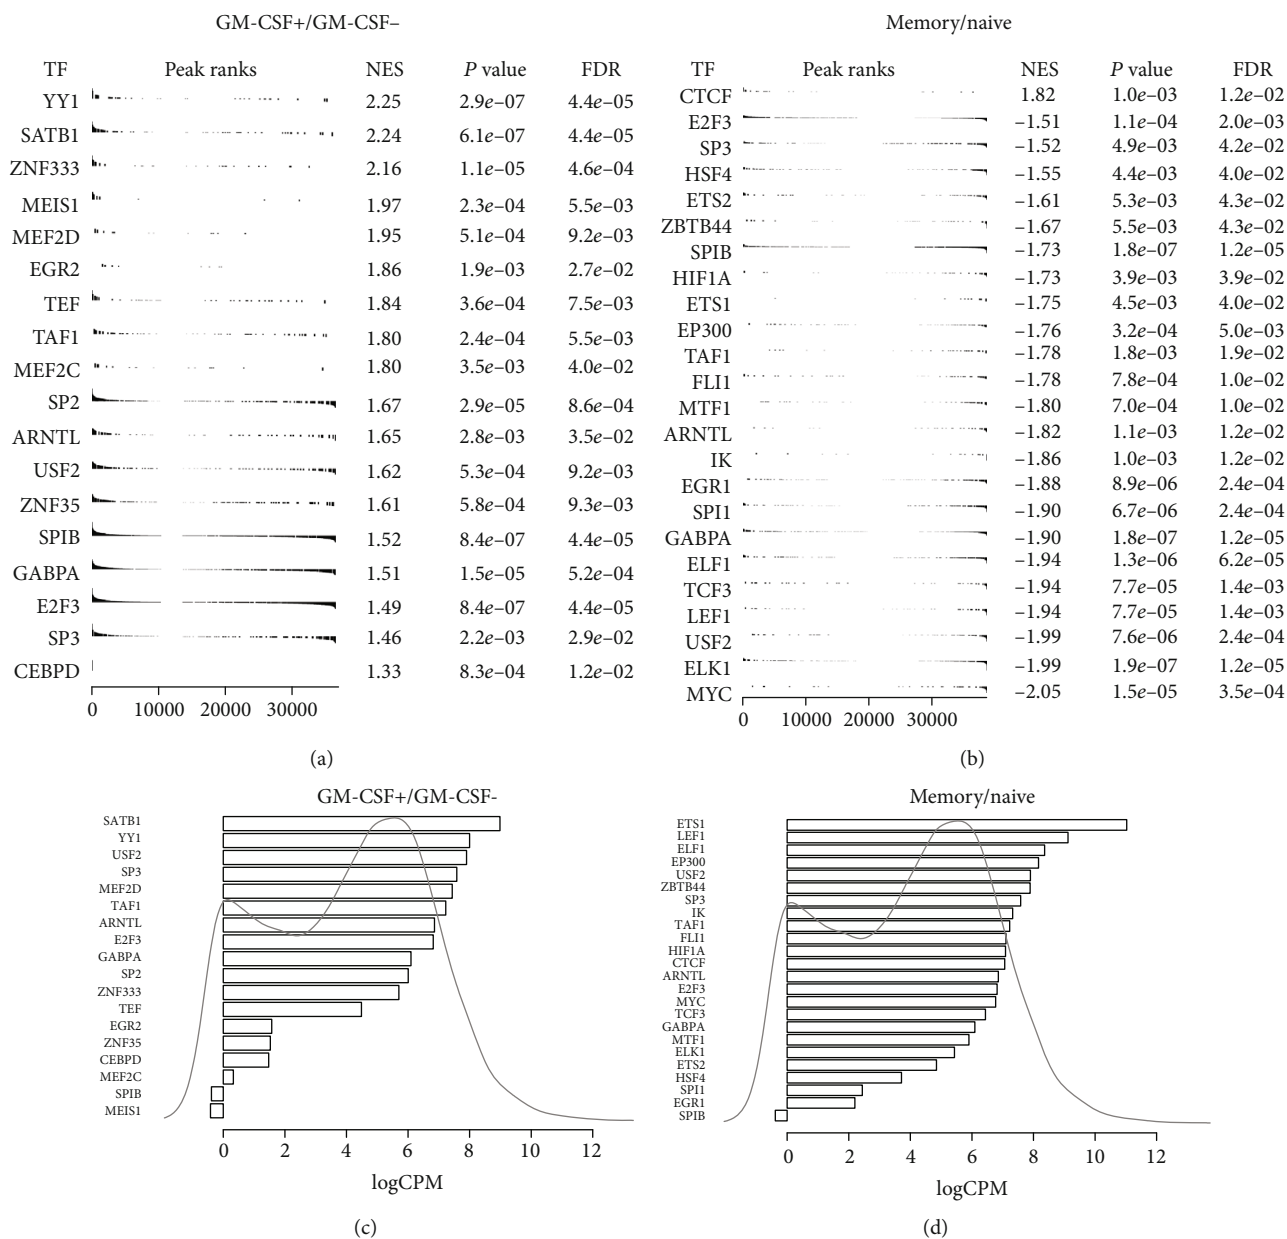 GM-CSF+/GM-CSF–
TF Peak ranks NES P value FDR
YY1 2.25 2.9e–07 4.4e–05
SATB1 2.24 6.1e–07 4.4e–05
ZNF333 2.16 1.1e–05 4.6e–04
MEIS1 1.97 2.3e–04 5.5e–03
MEF2D 1.95 5.1e–04 9.2e–03
EGR2 1.86 1.9e–03 2.7e–02
TEF 1.84 3.6e–04 7.5e–03
TAF1 1.80 2.4e–04 5.5e–03
MEF2C 1.80 3.5e–03 4.0e–02
SP2 1.67 2.9e–05 8.6e–04
ARNTL 1.65 2.8e–03 3.5e–02
USF2 1.62 5.3e–04 9.2e–03
ZNF35 1.61 5.8e–04 9.3e–03
SPIB 1.52 8.4e–07 4.4e–05
GABPA 1.51 1.5e–05 5.2e–04
E2F3 1.49 8.4e–07 4.4e–05
SP3 1.46 2.2e–03 2.9e–02
CEBPD 1.33 8.3e–04 1.2e–02
0 10000 20000 30000
(a)
Memory/naive
TF Peak ranks NES P value FDR
CTCF 1.82 1.0e–03 1.2e–02
E2F3 –1.51 1.1e–04 2.0e–03
SP3 –1.52 4.9e–03 4.2e–02
HSF4 –1.55 4.4e–03 4.0e–02
ETS2 –1.61 5.3e–03 4.3e–02
ZBTB44 –1.67 5.5e–03 4.3e–02
SPIB –1.73 1.8e–07 1.2e–05
HIF1A –1.73 3.9e–03 3.9e–02
ETS1 –1.75 4.5e–03 4.0e–02
EP300 –1.76 3.2e–04 5.0e–03
TAF1 –1.78 1.8e–03 1.9e–02
FLI1 –1.78 7.8e–04 1.0e–02
MTF1 –1.80 7.0e–04 1.0e–02
ARNTL –1.82 1.1e–03 1.2e–02
IK –1.86 1.0e–03 1.2e–02
EGR1 –1.88 8.9e–06 2.4e–04
SPI1 –1.90 6.7e–06 2.4e–04
GABPA –1.90 1.8e–07 1.2e–05
ELF1 –1.94 1.3e–06 6.2e–05
TCF3 –1.94 7.7e–05 1.4e–03
LEF1 –1.94 7.7e–05 1.4e–03
USF2 –1.99 7.6e–06 2.4e–04
ELK1 –1.99 1.9e–07 1.2e–05
MYC –2.05 1.5e–05 3.5e–04
0 10000 20000 30000
(b)
GM-CSF+/GM-CSF-
SATB1
YY1
USF2
SP3
MEF2D
TAF1
ARNTL
E2F3
GABPA
SP2
ZNF333
TEF
EGR2
ZNF35
CEBPD
MEF2C
SPIB
MEIS1
0 2 4 6 8 10 12
logCPM
(c)
Memory/naive
ETS1
LEF1
ELF1
EP300
USF2
ZBTB44
SP3
IK
TAF1
FLI1
HIF1A
CTCF
ARNTL
E2F3
MYC
TCF3
GABPA
MTF1
ELK1
ETS2
HSF4
SPI1
EGR1
SPIB
0 2 4 6 8 10 12
logCPM
(d)